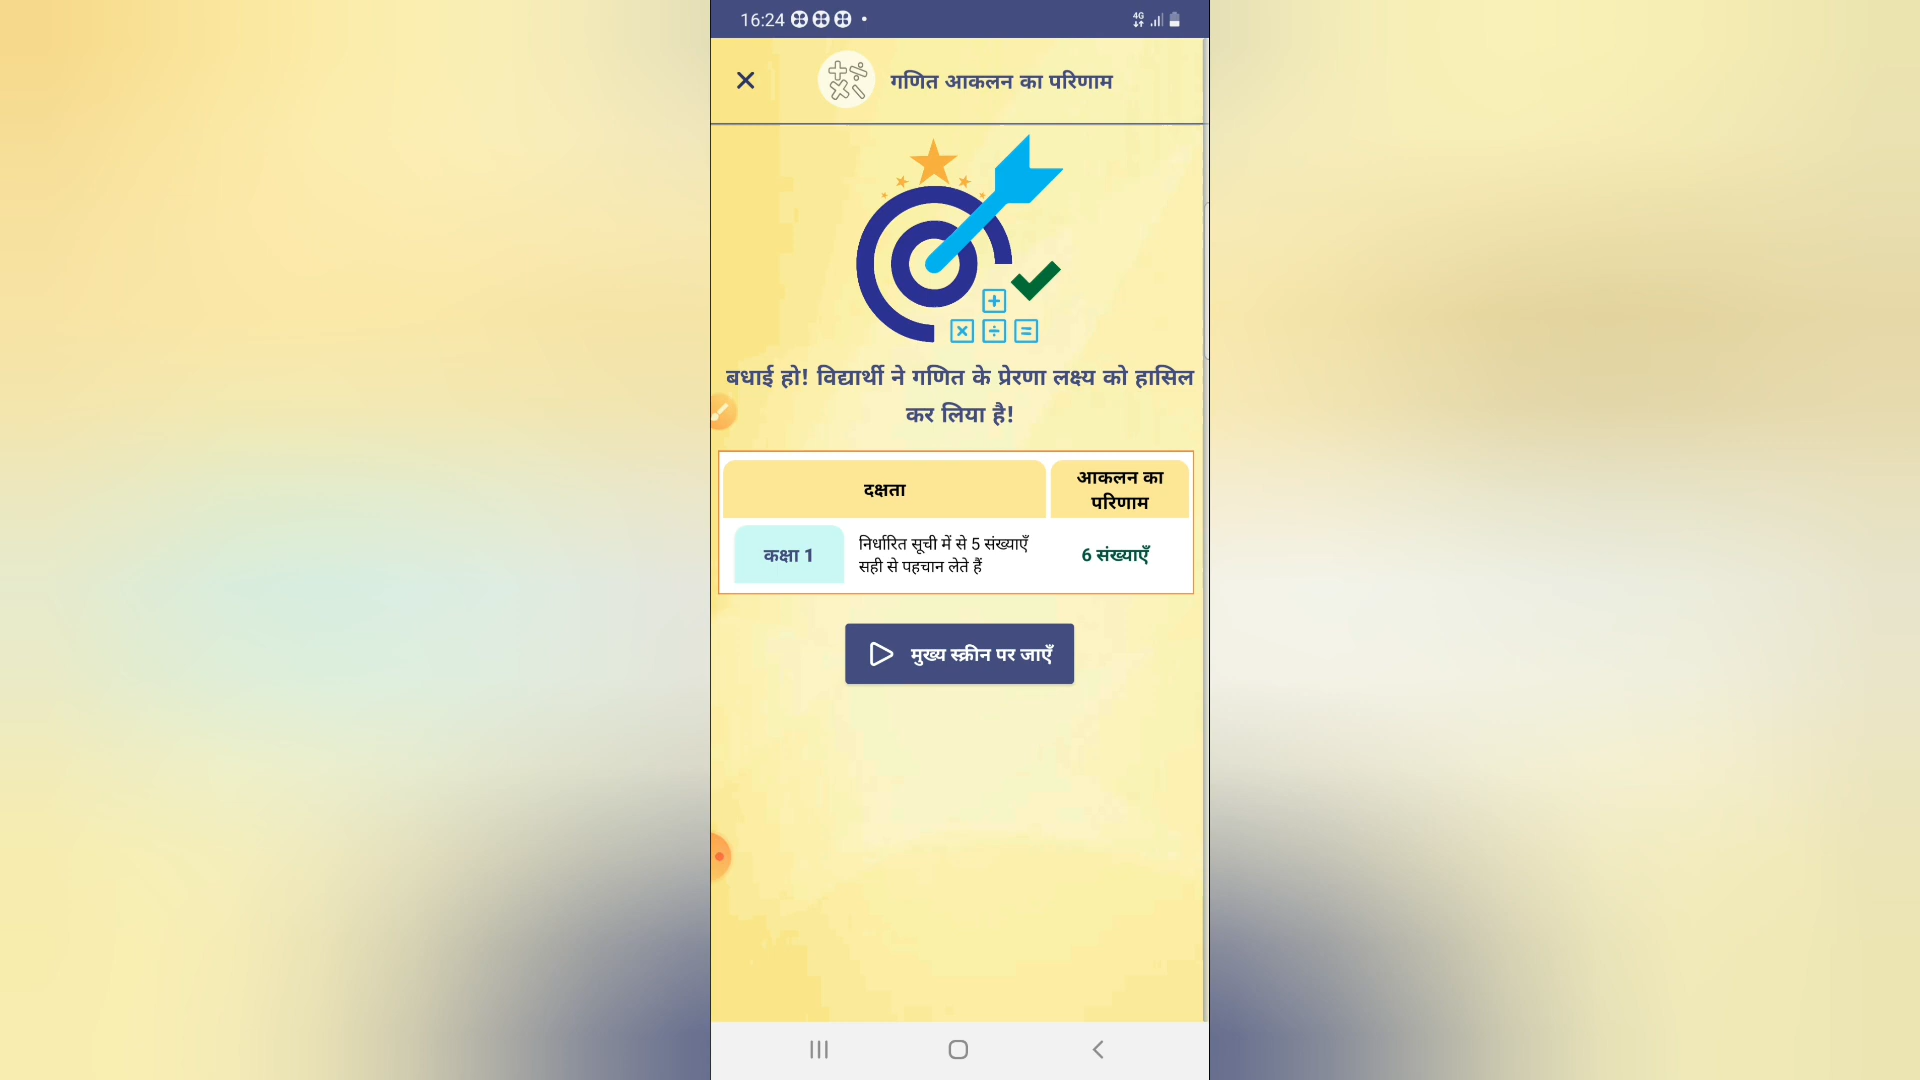 16:24
4G
गणित आकलन का परिणाम
बधाई हो! विद्यार्थी ने गणित के प्रेरणा लक्ष्य को हासिल
कर लिया है!
दक्षता
आकलन का
परिणाम
कक्षा 1
निर्धारित सूची में से 5 संख्याएँ
सही से पहचान लेते हैं
6 संख्याएँ
मुख्य स्क्रीन पर जाएँ